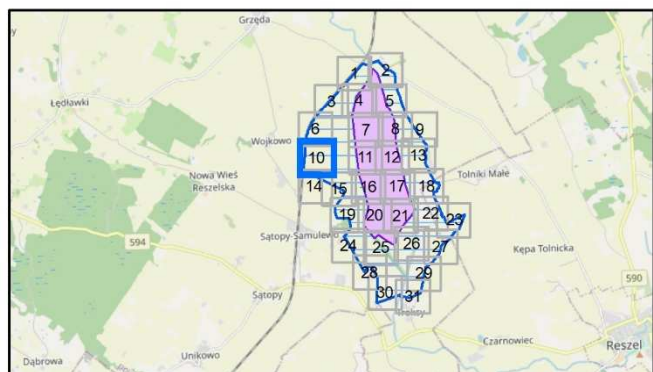 Grzęda
1 2
Łędławki
3 4 5
6 7 8 9
Wojkowo
10 11 12 13
Nowa Wieś
Reszelska
14 15 16 17 18
Tolniki Małe
19 20 21 22 23
594
Sątopy-Samulewo
24 25 26 27
Kępa Tolnicka
28 29
590
Sątopy
30 31
Troksy
Czarnowiec
Reszel
Dąbrowa
Unikowo